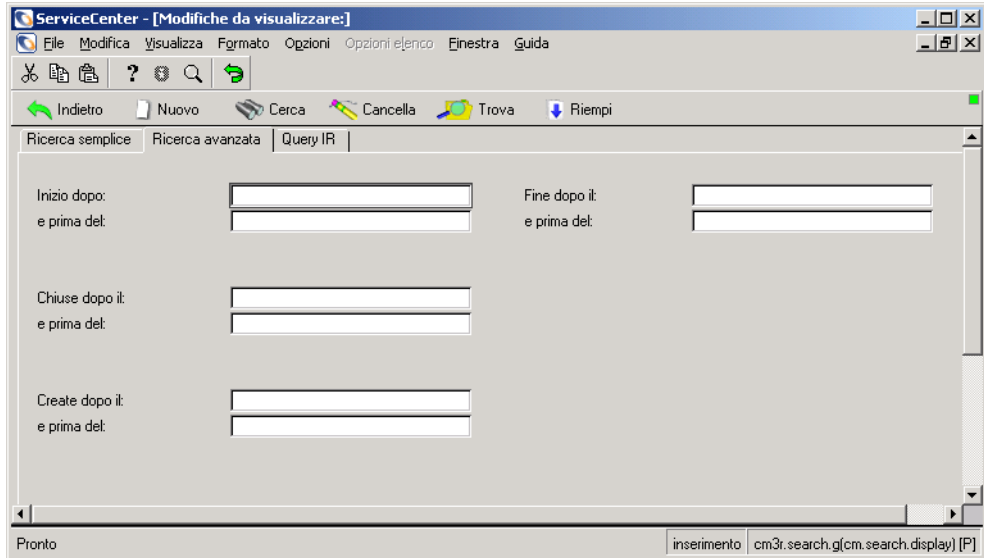 ServiceCenter - [Modifiche da visualizzare:]
File Modifica Visualizza Formato Opzioni Opzioni elenco Finestra Guida
?
Indietro Nuovo Cerca Cancella Trova Riempi
Ricerca semplice Ricerca avanzata Query IR
Inizio dopo: Fine dopo il:
e prima del: e prima del:
Chiuse dopo il:
e prima del:
Create dopo il:
e prima del:
Pronto inserimento cm3r.search.g(cm.search.display) [P]